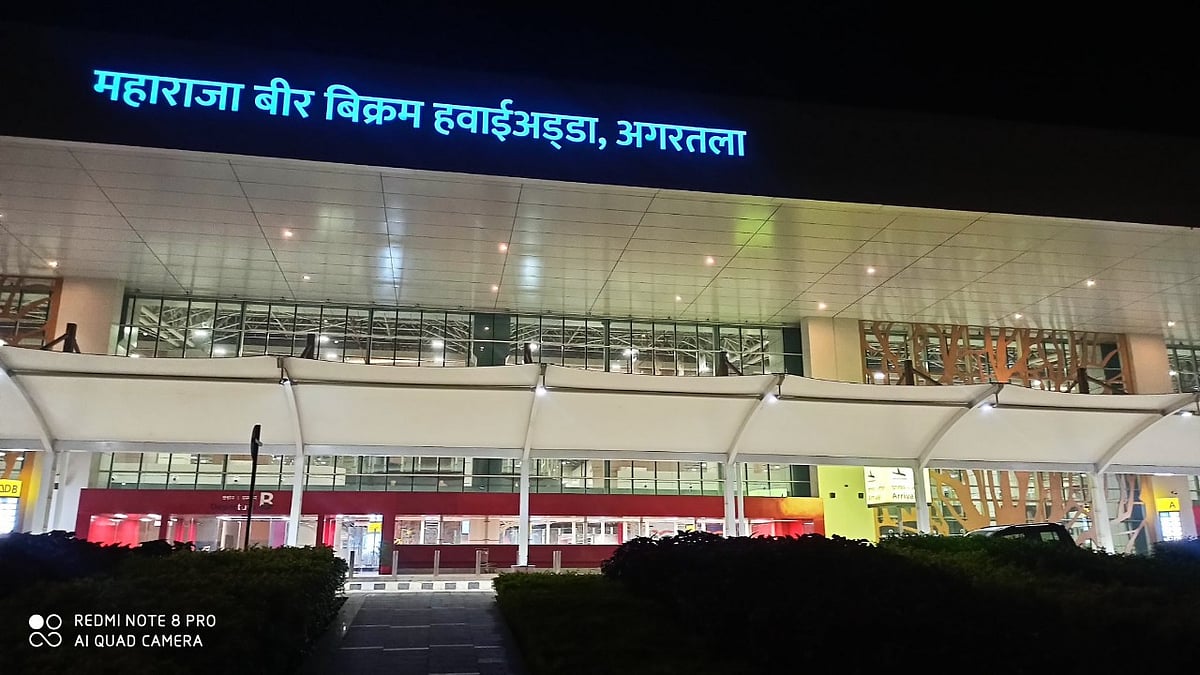 महाराजा बीर बिक्रम हवाईअड्डा, अगरतला
Arrival
A
REDMI NOTE 8 PRO
AI QUAD CAMERA